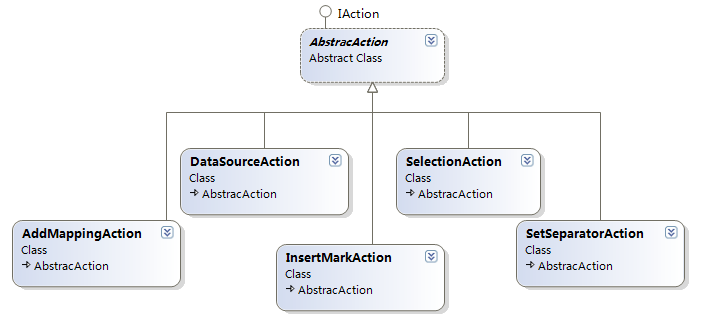 IAction
AbstracAction
Abstract Class
DataSourceAction
Class
AbstracAction
SelectionAction
Class
AbstracAction
AddMappingAction
Class
AbstracAction
InsertMarkAction
Class
AbstracAction
SetSeparatorAction
Class
AbstracAction